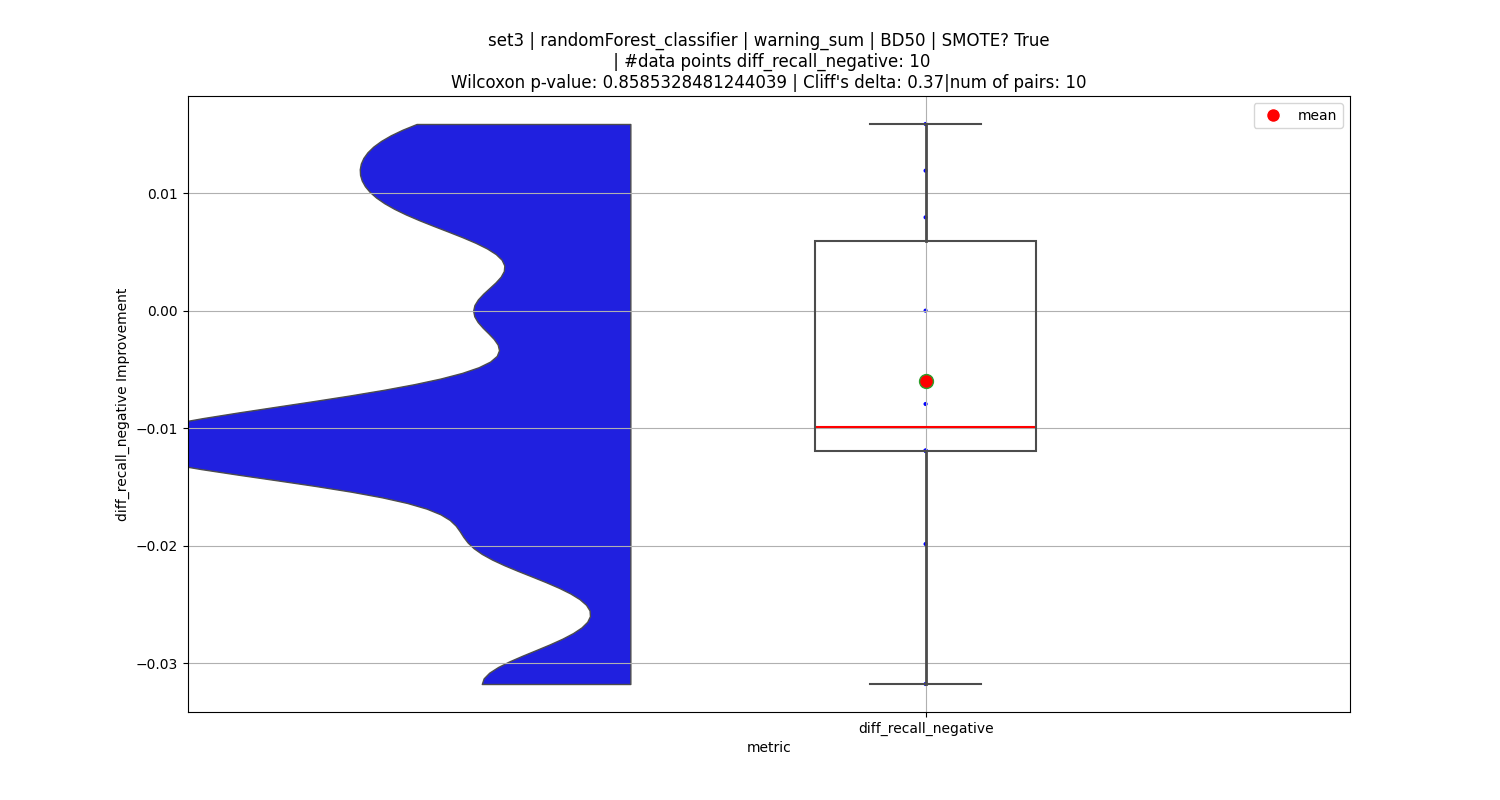 set3 | randomForest_classifier | warning_sum | BD50 | SMOTE? True
| #data points diff_recall_negative: 10
Wilcoxon p-value: 0.8585328481244039 | Cliff's delta: 0.37|num of pairs: 10
mean
0.01
0.00
−0.01
−0.02
−0.03
diff_recall_negative Improvement
diff_recall_negative
metric